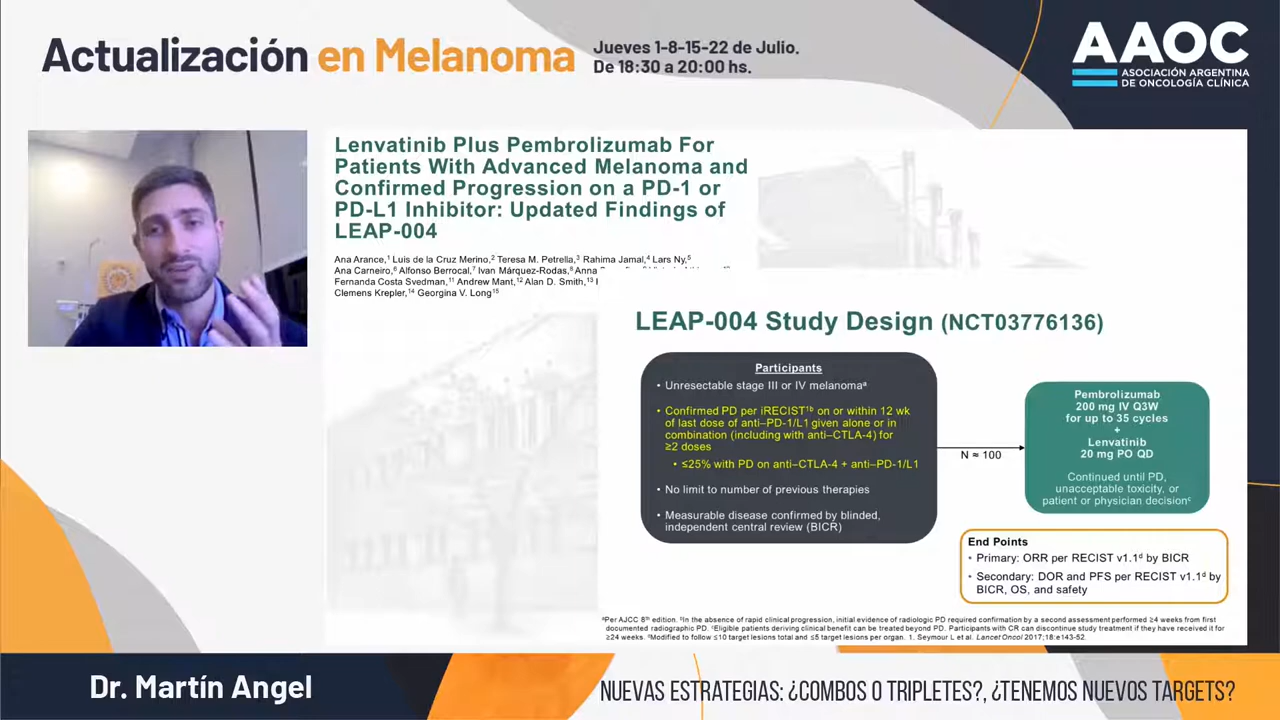 Actualización en Melanoma
Jueves 1-8-15-22 de Julio.
De 18:30 a 20:00 hs.
AAOC
ASOCIACIÓN ARGENTINA
DE ONCOLOGÍA CLÍNICA
Lenvatinib Plus Pembrolizumab For
Patients With Advanced Melanoma and
Confirmed Progression on a PD-1 or
PD-L1 Inhibitor: Updated Findings of
LEAP-004
Ana Arance,¹ Luis de la Cruz Merino,² Teresa M. Petrella,³ Rahima Jamal,⁴ Lars Ny,⁵
Ana Carneiro,⁶ Alfonso Berrocal,⁷ Ivan Márquez-Rodas,⁸ Anna
Fernanda Costa Svedman,¹¹ Andrew Mant,¹² Alan D. Smith,¹³
Clemens Krepler,¹⁴ Georgina V. Long¹⁵
LEAP-004 Study Design (NCT03776136)
Participants
• Unresectable stage III or IV melanomaᵃ
• Confirmed PD per iRECIST¹ᵇ on or within 12 wk
of last dose of anti–PD-1/L1 given alone or in
combination (including with anti–CTLA-4) for
≥2 doses
• ≤25% with PD on anti–CTLA-4 + anti–PD-1/L1
• No limit to number of previous therapies
• Measurable disease confirmed by blinded,
independent central review (BICR)
N ≈ 100
Pembrolizumab
200 mg IV Q3W
for up to 35 cycles
+
Lenvatinib
20 mg PO QD
Continued until PD,
unacceptable toxicity, or
patient or physician decisionᶜ
End Points
• Primary: ORR per RECIST v1.1ᵈ by BICR
• Secondary: DOR and PFS per RECIST v1.1ᵈ by
BICR, OS, and safety
ᵃPer AJCC 8ᵗʰ edition. ᵇIn the absence of rapid clinical progression, initial evidence of radiologic PD required confirmation by a second assessment performed ≥4 weeks from first
documented radiographic PD. ᶜEligible patients deriving clinical benefit can be treated beyond PD. Participants with CR can discontinue study treatment if they have received it for
≥24 weeks. ᵈModified to follow ≤10 target lesions total and ≤5 target lesions per organ. 1. Seymour L et al. Lancet Oncol 2017;18:e143-52.
Dr. Martín Angel
NUEVAS ESTRATEGIAS: ¿COMBOS O TRIPLETES?, ¿TENEMOS NUEVOS TARGETS?